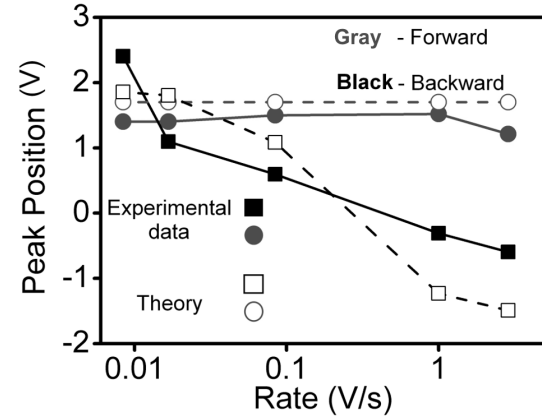 3
2
1
0
-1
-2
Peak Position (V)
Gray - Forward
Black - Backward
Experimental
data
Theory
0.01
0.1
1
Rate (V/s)